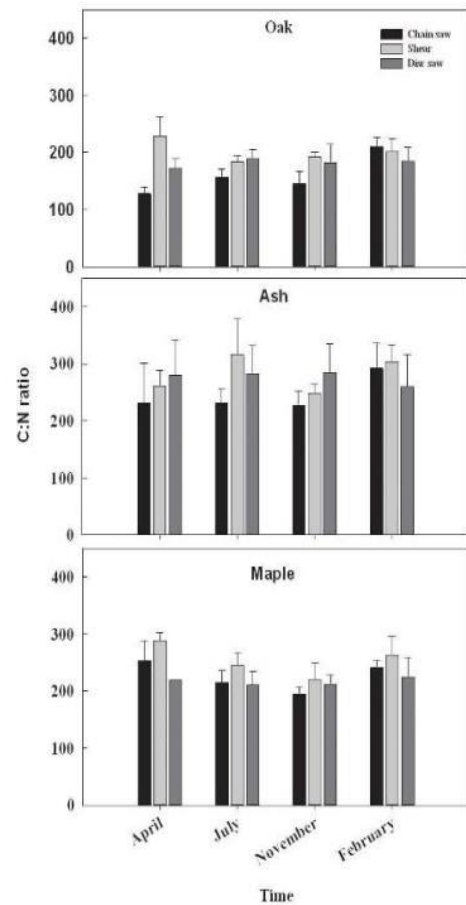 Oak
Chain saw
Shear
Disc saw
400
300
200
100
0
Ash
400
300
200
100
0
C:N ratio
Maple
400
300
200
100
0
April
July
November
February
Time